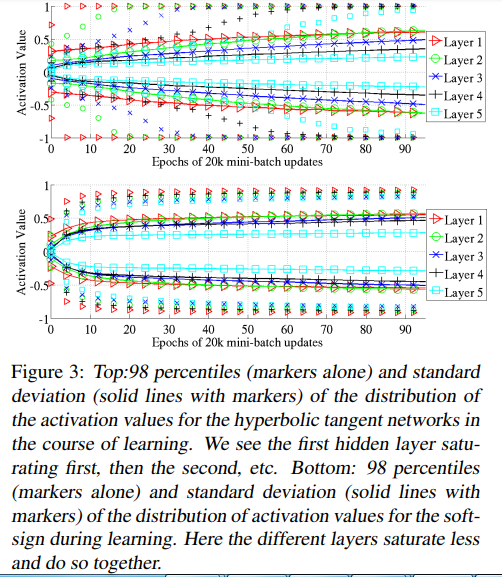 1
0.5
0
-0.5
-1
Activation Value
0 10 20 30 40 50 60 70 80 90
Epochs of 20k mini-batch updates
Layer 1
Layer 2
Layer 3
Layer 4
Layer 5
1
0.5
0
-0.5
-1
Activation Value
0 10 20 30 40 50 60 70 80 90
Epochs of 20k mini-batch updates
Layer 1
Layer 2
Layer 3
Layer 4
Layer 5
Figure 3: Top:98 percentiles (markers alone) and standard
deviation (solid lines with markers) of the distribution of
the activation values for the hyperbolic tangent networks in
the course of learning. We see the first hidden layer satu-
rating first, then the second, etc. Bottom: 98 percentiles
(markers alone) and standard deviation (solid lines with
markers) of the distribution of activation values for the soft-
sign during learning. Here the different layers saturate less
and do so together.